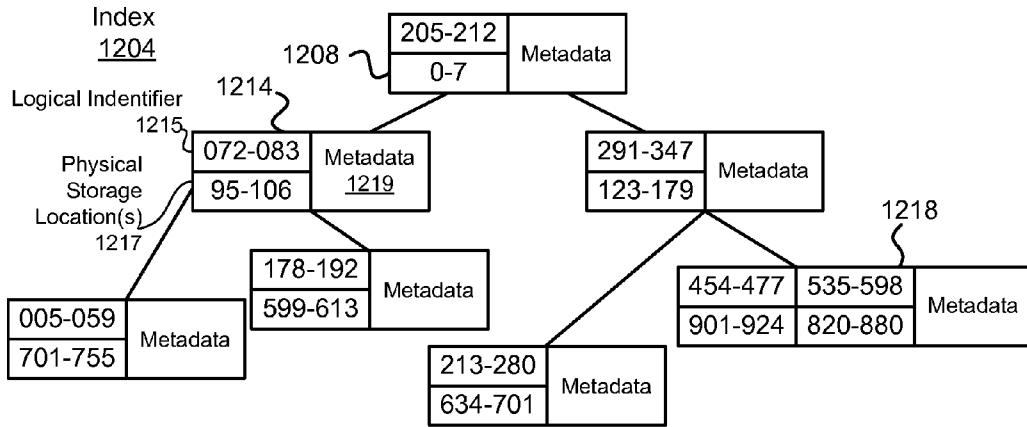 Index
1204
205-212
0-7
Metadata
1208
Logical Indentifier
1215
1214
072-083
95-106
Metadata
1219
Physical
Storage
Location(s)
1217
291-347
123-179
Metadata
1218
178-192
599-613
Metadata
454-477
901-924
535-598
820-880
Metadata
005-059
701-755
Metadata
213-280
634-701
Metadata